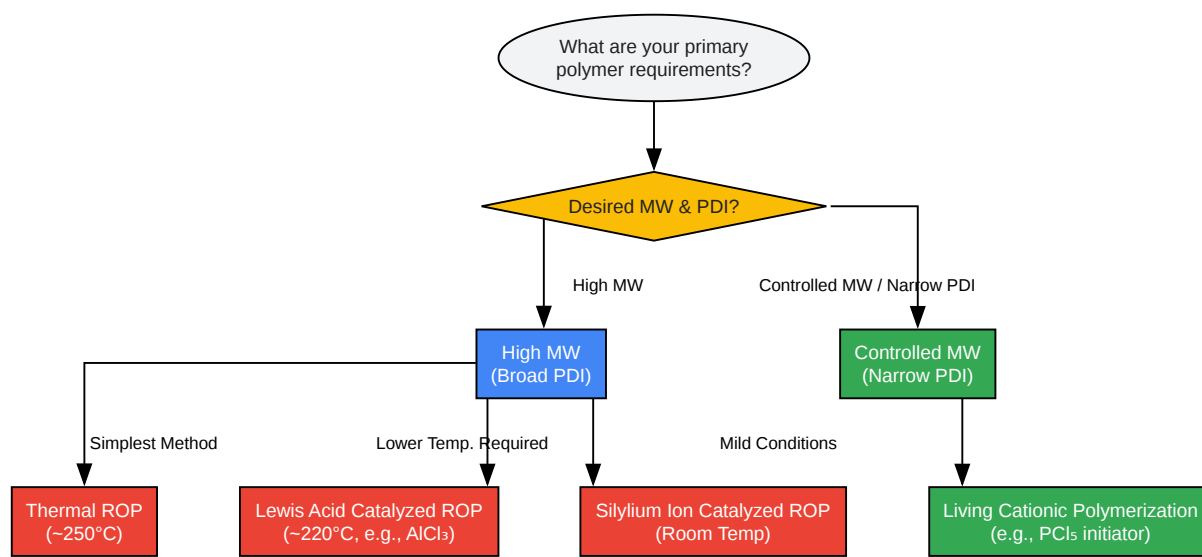 What are your primary
polymer requirements?
Desired MW & PDI?
High MW
Controlled MW / Narrow PDI
High MW
(Broad PDI)
Controlled MW
(Narrow PDI)
Simplest Method
Lower Temp. Required
Mild Conditions
Thermal ROP
(~250°C)
Lewis Acid Catalyzed ROP
(~220°C, e.g., AlCl₃)
Silylium Ion Catalyzed ROP
(Room Temp)
Living Cationic Polymerization
(e.g., PCl₅ initiator)